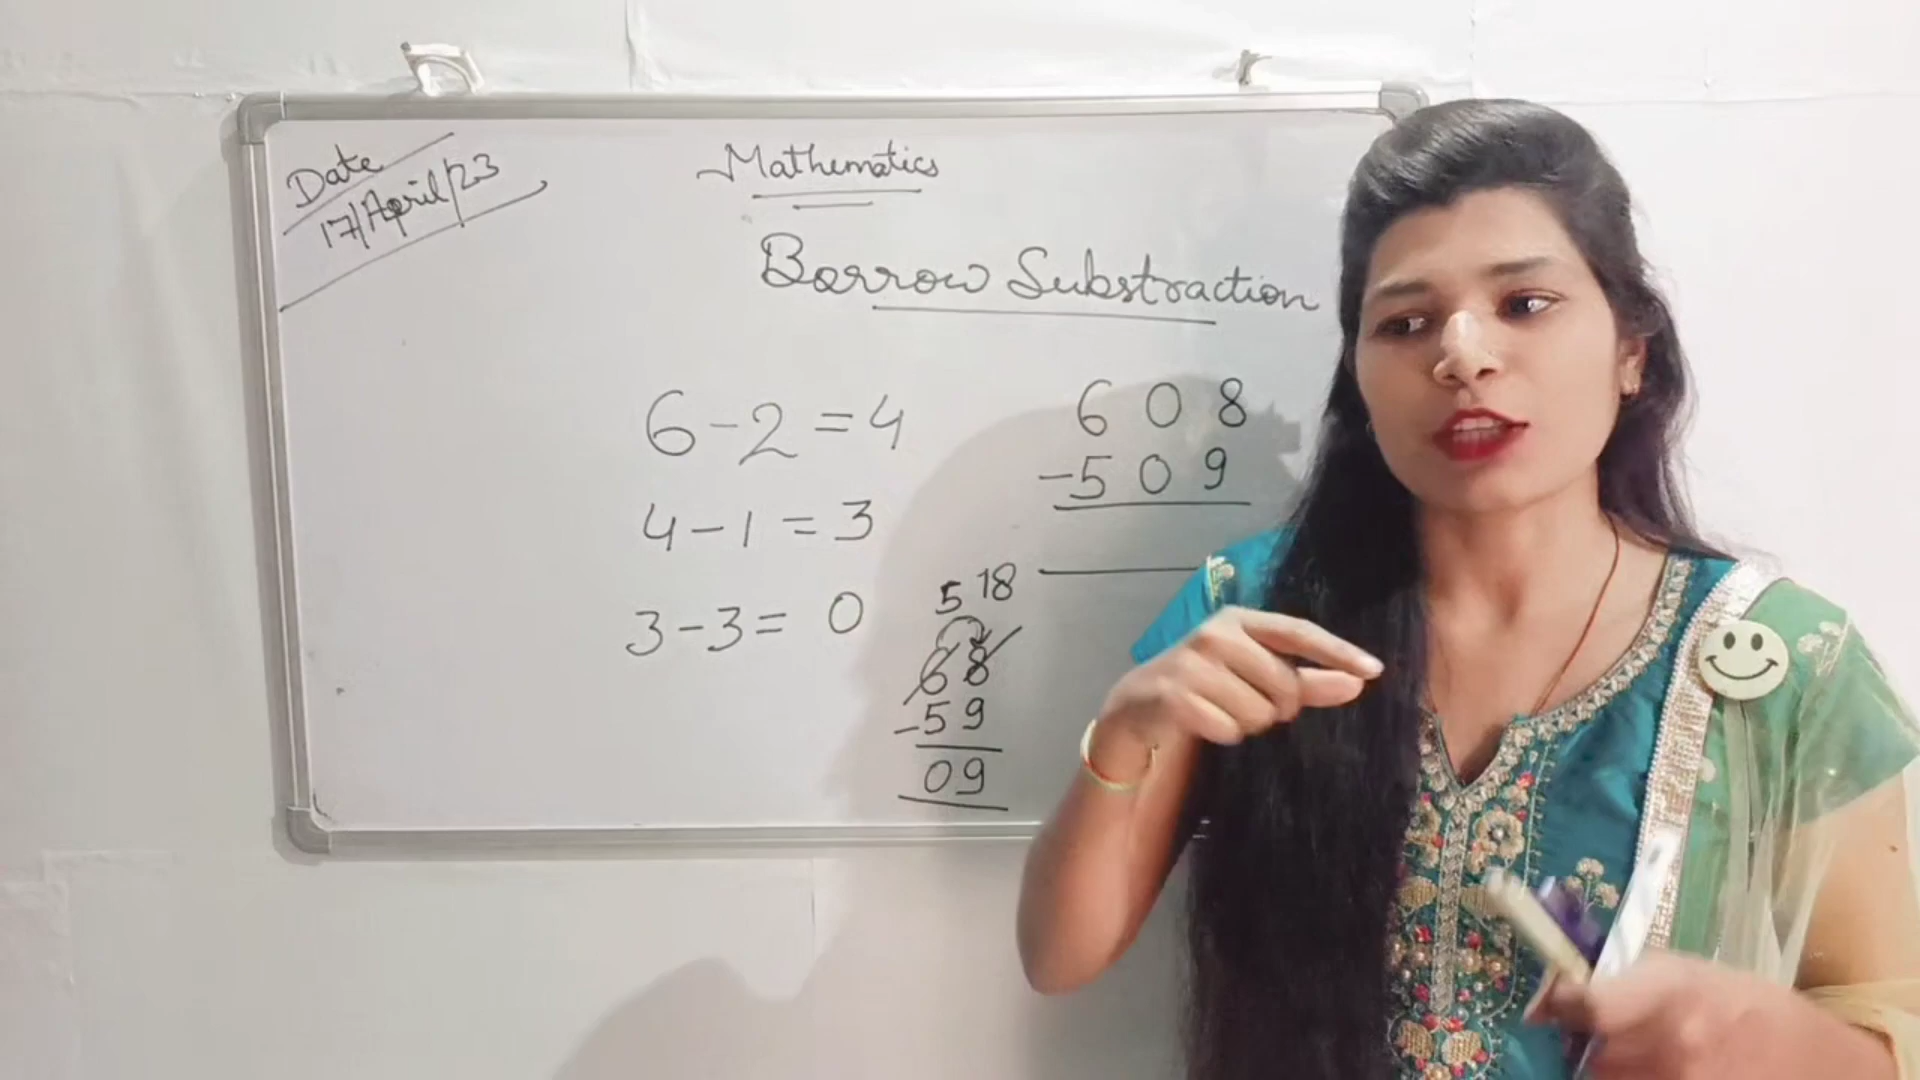 Date
17/April/23
Mathematics
Borrow Substraction
6-2=4
4-1=3
3-3=0
608
-509
5 18
68
-59
09